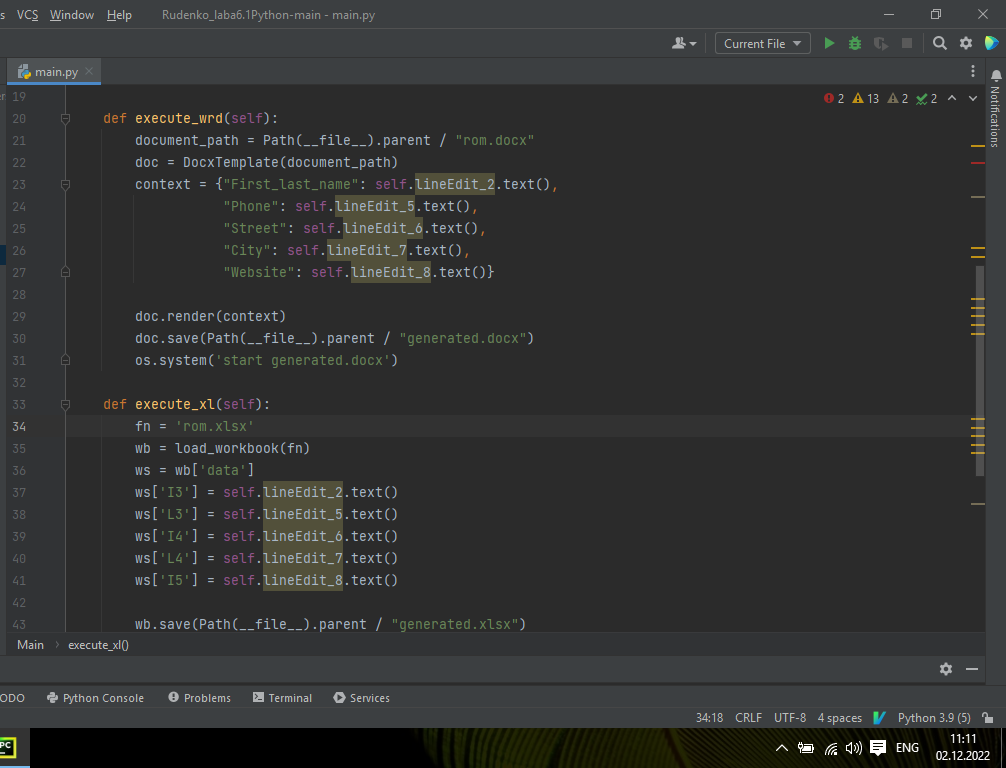 s VCS Window Help Rudenko_laba6.1Python-main - main.py
Current File
main.py
2 13 2 2
Notifications
19
20 def execute_wrd(self):
21 document_path = Path(__file__).parent / "rom.docx"
22 doc = DocxTemplate(document_path)
23 context = {"First_last_name": self.lineEdit_2.text(),
24 "Phone": self.lineEdit_5.text(),
25 "Street": self.lineEdit_6.text(),
26 "City": self.lineEdit_7.text(),
27 "Website": self.lineEdit_8.text()}
28
29 doc.render(context)
30 doc.save(Path(__file__).parent / "generated.docx")
31 os.system('start generated.docx')
32
33 def execute_xl(self):
34 fn = 'rom.xlsx'
35 wb = load_workbook(fn)
36 ws = wb['data']
37 ws['I3'] = self.lineEdit_2.text()
38 ws['L3'] = self.lineEdit_5.text()
39 ws['I4'] = self.lineEdit_6.text()
40 ws['L4'] = self.lineEdit_7.text()
41 ws['I5'] = self.lineEdit_8.text()
42
43 wb.save(Path(__file__).parent / "generated.xlsx")
Main execute_xl()
ODO Python Console Problems Terminal Services
34:18 CRLF UTF-8 4 spaces Python 3.9 (5)
PC
ENG
11:11
02.12.2022